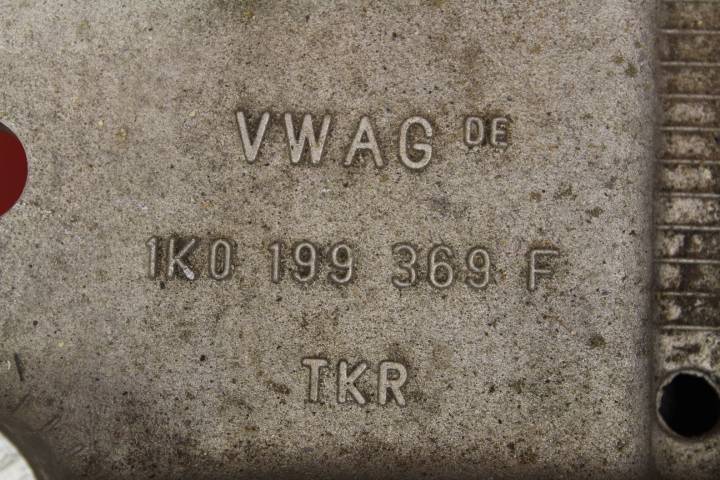 VWAG DE
1K0 199 369 F
TKR